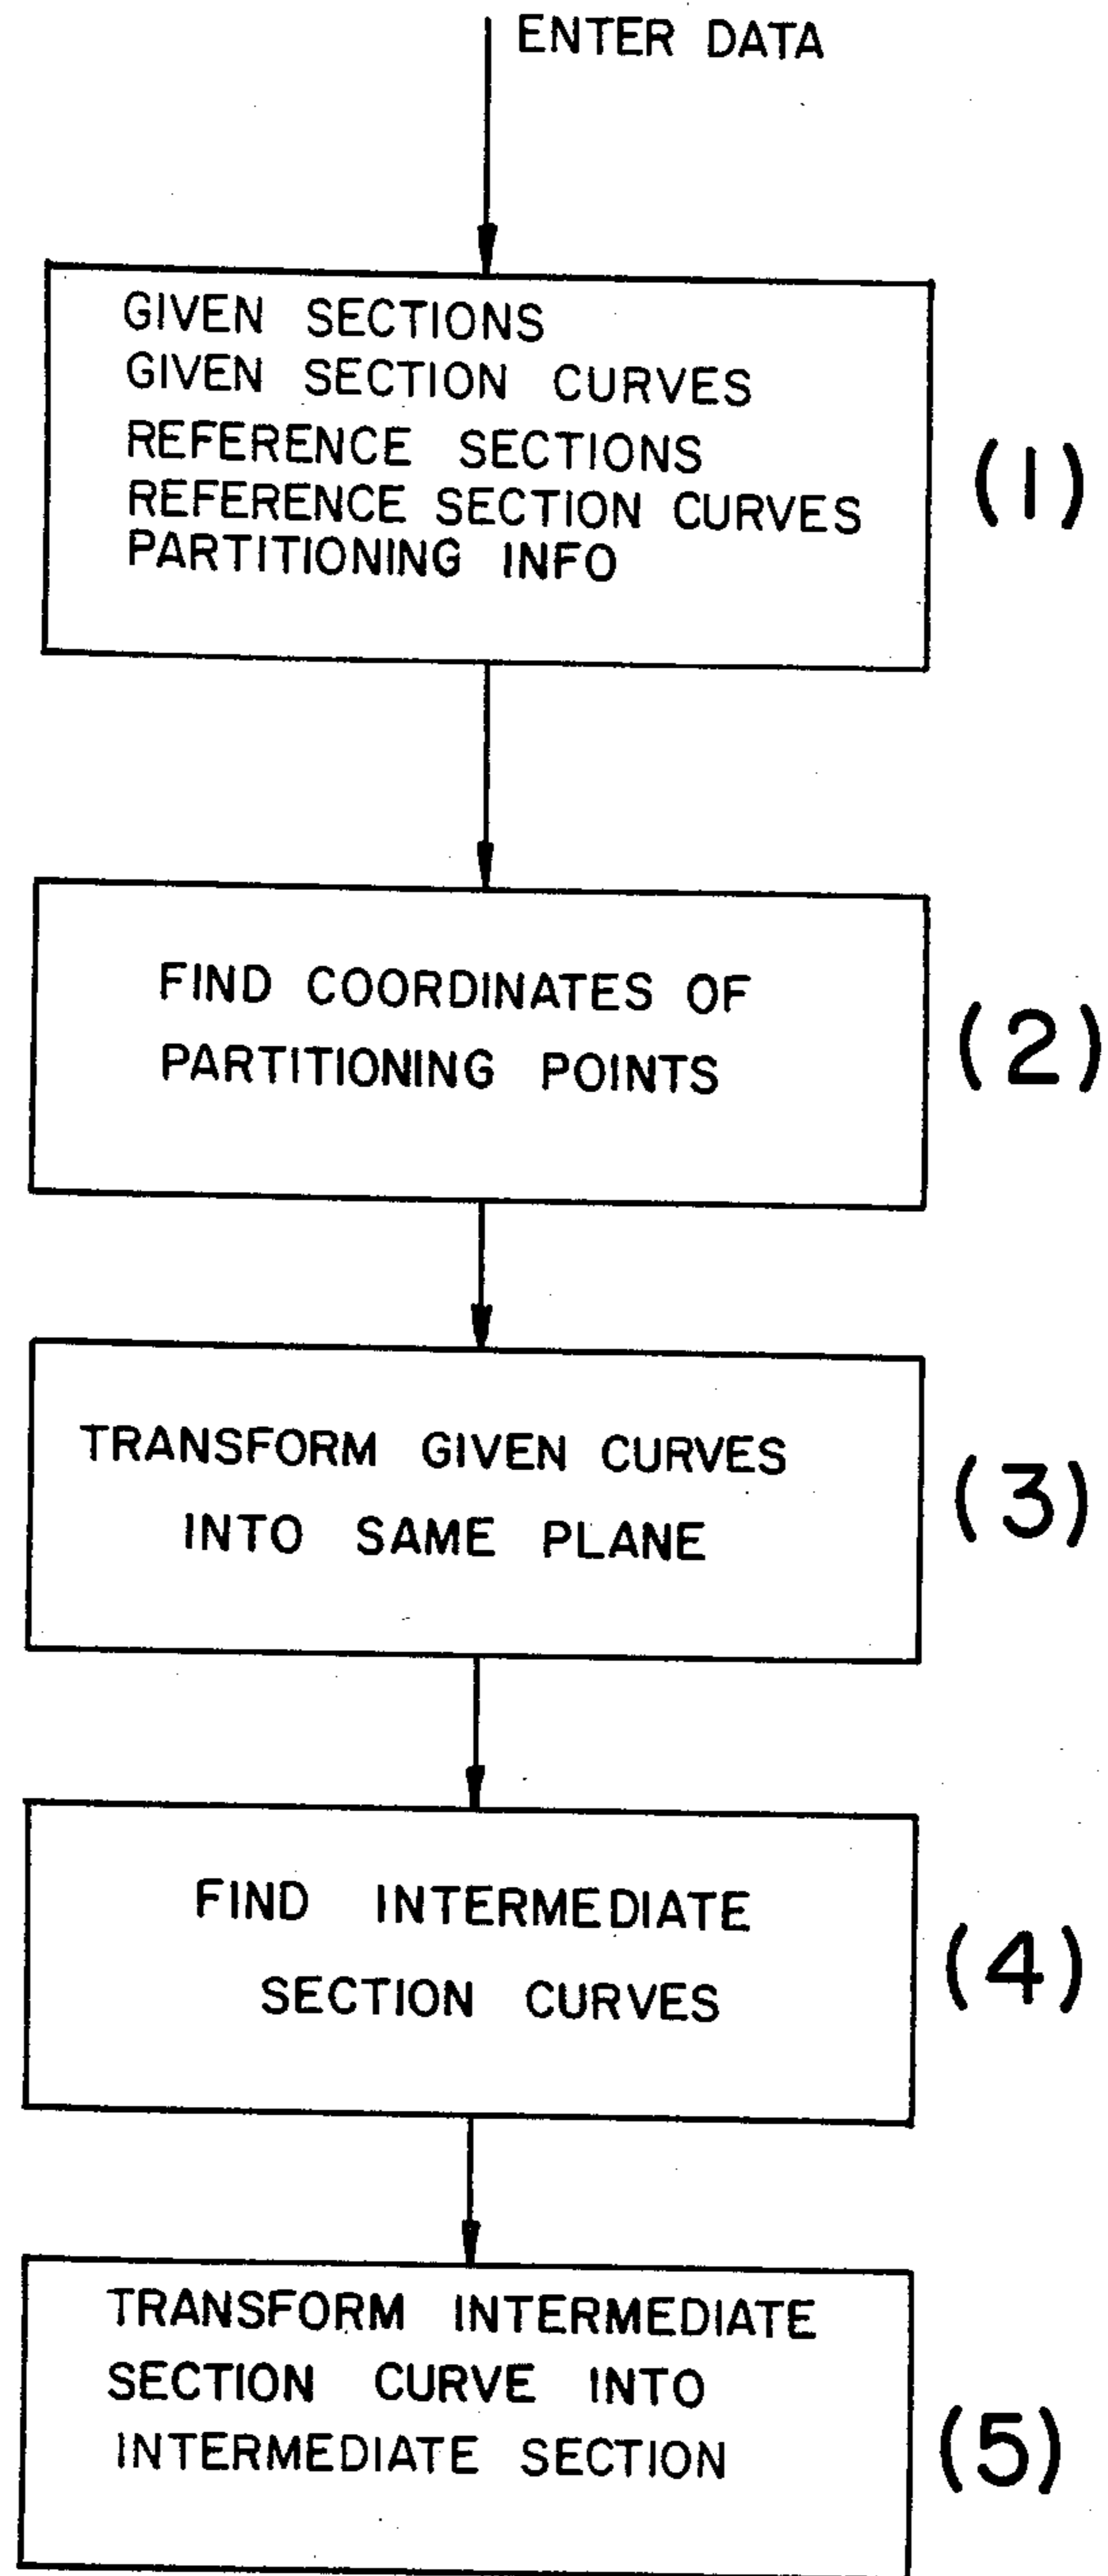 ENTER DATA
GIVEN SECTIONS
GIVEN SECTION CURVES
REFERENCE SECTIONS
REFERENCE SECTION CURVES
PARTITIONING INFO
(1)
FIND COORDINATES OF
PARTITIONING POINTS
(2)
TRANSFORM GIVEN CURVES
INTO SAME PLANE
(3)
FIND INTERMEDIATE
SECTION CURVES
(4)
TRANSFORM INTERMEDIATE
SECTION CURVE INTO
INTERMEDIATE SECTION
(5)